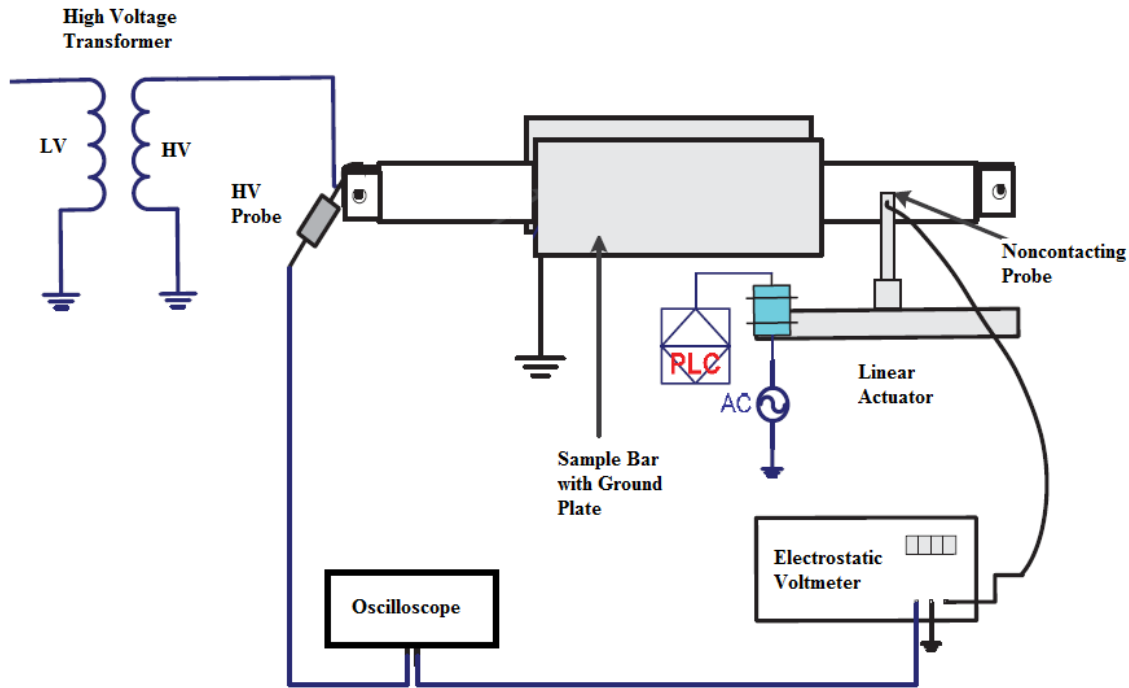 High Voltage
Transformer
LV
HV
HV
Probe
Noncontacting
Probe
PLC
AC
Linear
Actuator
Sample Bar
with Ground
Plate
Electrostatic
Voltmeter
Oscilloscope